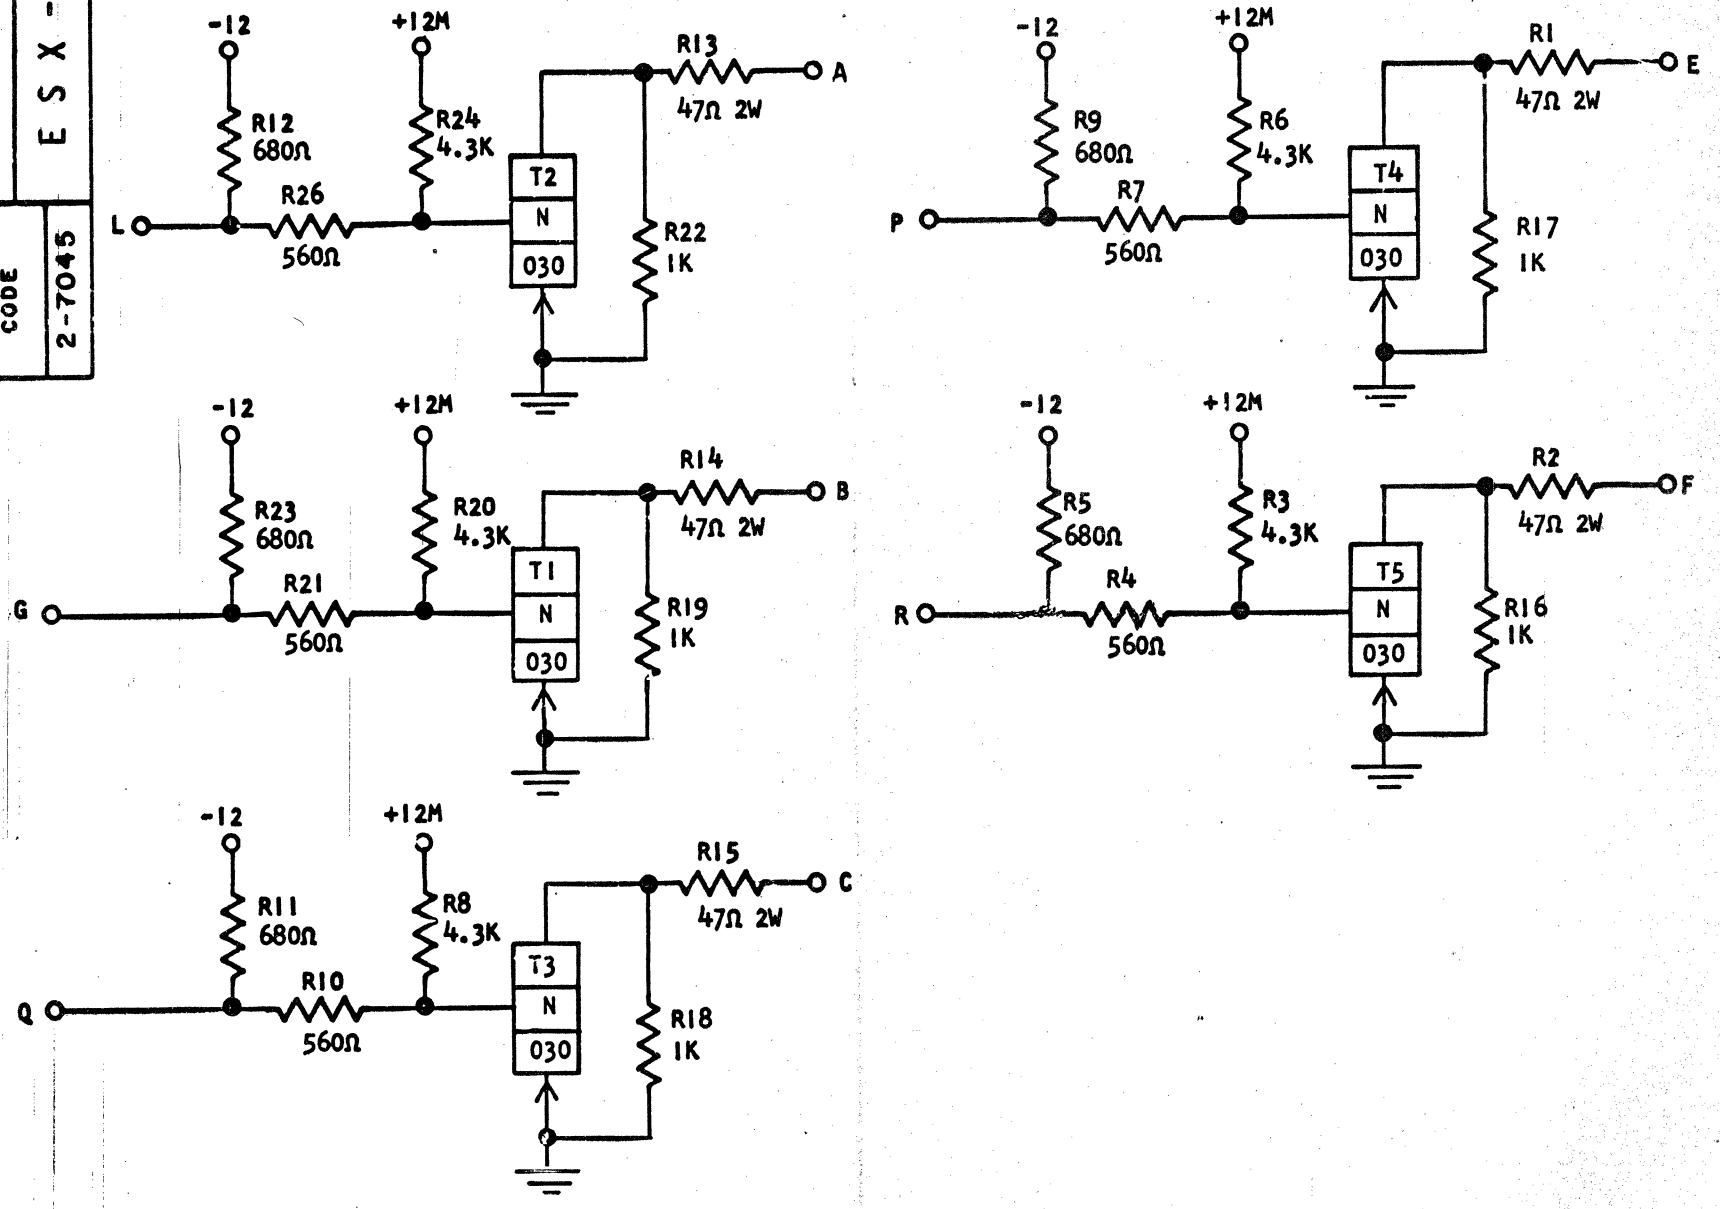 ESX-
CODE
2-7045
-12
+12M
R12
680Ω
R24
4.3K
R13
47Ω 2W
A
L
R26
560Ω
T2
N
030
R22
1K
-12
+12M
R9
680Ω
R6
4.3K
R1
47Ω 2W
E
P
R7
560Ω
T4
N
030
R17
1K
-12
+12M
R23
680Ω
R20
4.3K
R14
47Ω 2W
B
G
R21
560Ω
T1
N
030
R19
1K
-12
+12M
R5
680Ω
R3
4.3K
R2
47Ω 2W
F
R
R4
560Ω
T5
N
030
R16
1K
-12
+12M
R11
680Ω
R8
4.3K
R15
47Ω 2W
C
Q
R10
560Ω
T3
N
030
R18
1K